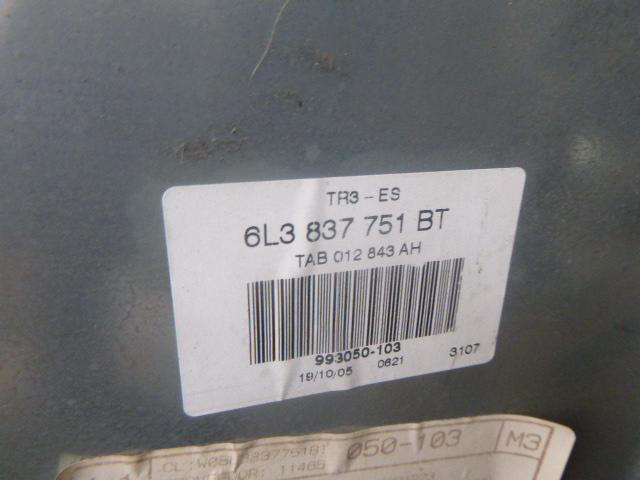 TR3-ES
6L3 837 751 BT
TAB 012 843 AH
993050-103
19/10/05 0621 3107
050-103 M3
11465